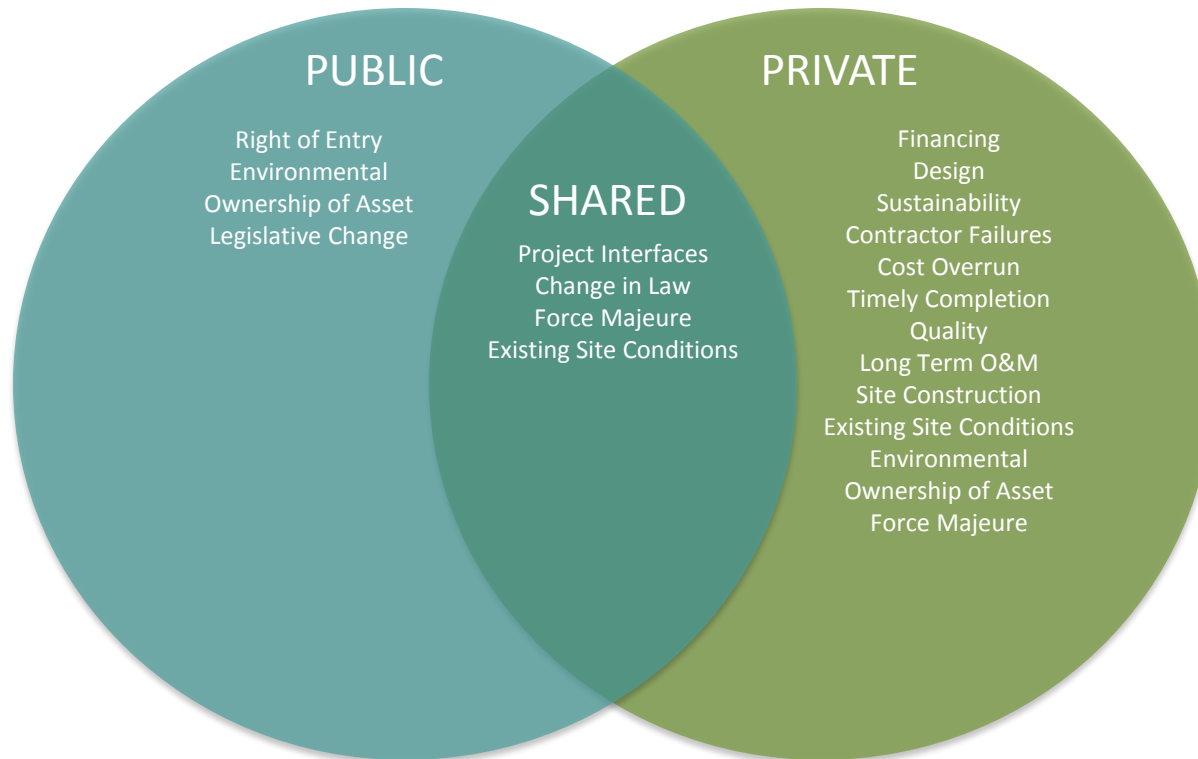 PUBLIC
Right of Entry
Environmental
Ownership of Asset
Legislative Change
SHARED
Project Interfaces
Change in Law
Force Majeure
Existing Site Conditions
PRIVATE
Financing
Design
Sustainability
Contractor Failures
Cost Overrun
Timely Completion
Quality
Long Term O&M
Site Construction
Existing Site Conditions
Environmental
Ownership of Asset
Force Majeure